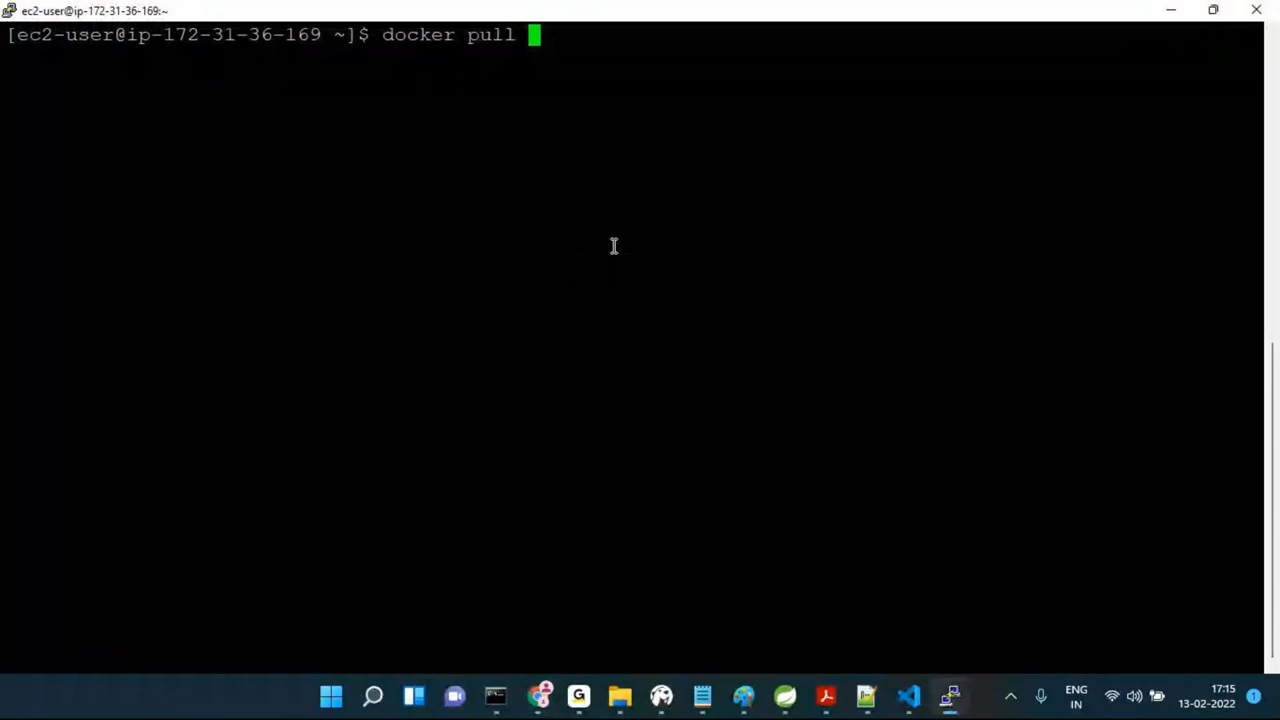 ec2-user@ip-172-31-36-169:~
[ec2-user@ip-172-31-36-169 ~]$ docker pull
G
ENG
IN
17:15
13-02-2022
1